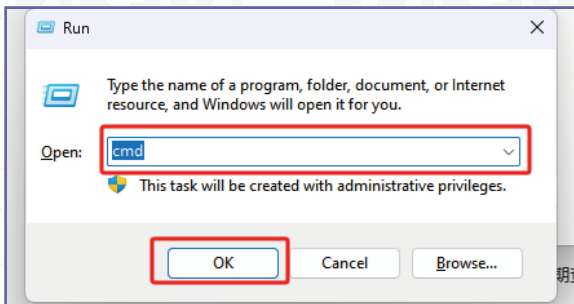 Run
Type the name of a program, folder, document, or Internet
resource, and Windows will open it for you.
Open:
cmd
This task will be created with administrative privileges.
OK
Cancel
Browse...
期